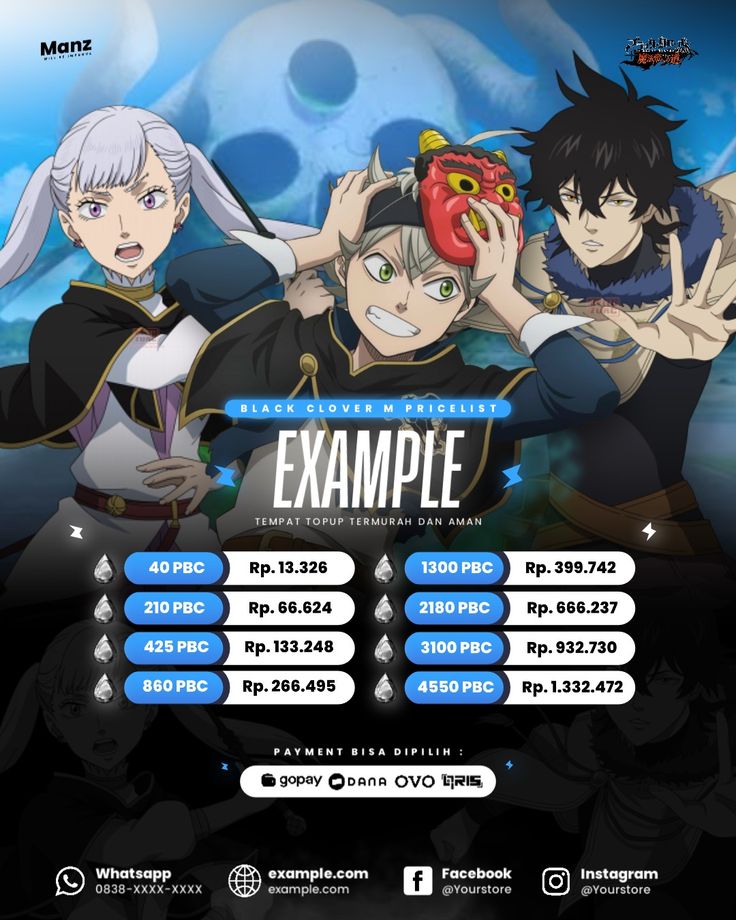 Manz
BLACK CLOVER M PRICELIST
EXAMPLE
TEMPAT TOPUP TERMURAH DAN AMAN
40 PBC Rp. 13.326
210 PBC Rp. 66.624
425 PBC Rp. 133.248
860 PBC Rp. 266.495
1300 PBC Rp. 399.742
2180 PBC Rp. 666.237
3100 PBC Rp. 932.730
4550 PBC Rp. 1.332.472
PAYMENT BISA DIPILIH :
gopay DANA OVO QRIS
Whatsapp
0838-XXXX-XXXX
example.com
example.com
Facebook
@Yourstore
Instagram
@Yourstore